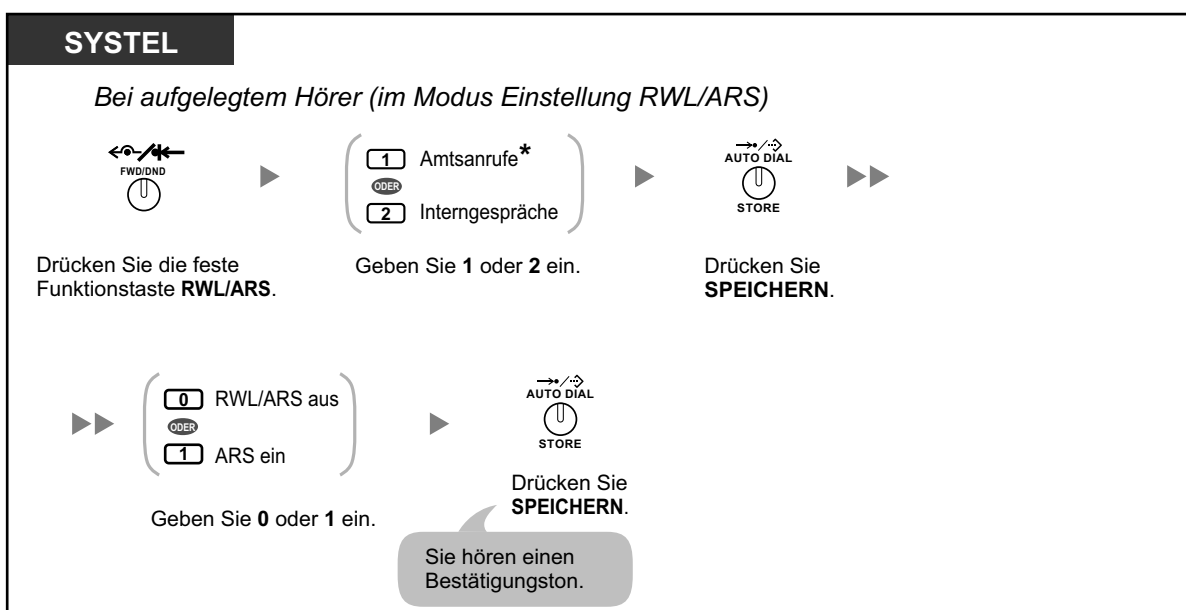 SYSTEL
Bei aufgelegtem Hörer (im Modus Einstellung RWL/ARS)
FWD/DND
Drücken Sie die feste
Funktionstaste RWL/ARS.
1 Amtsanrufe*
ODER
2 Interngespräche
Geben Sie 1 oder 2 ein.
AUTO DIAL
STORE
Drücken Sie
SPEICHERN.
0 RWL/ARS aus
ODER
1 ARS ein
Geben Sie 0 oder 1 ein.
AUTO DIAL
STORE
Drücken Sie
SPEICHERN.
Sie hören einen
Bestätigungston.